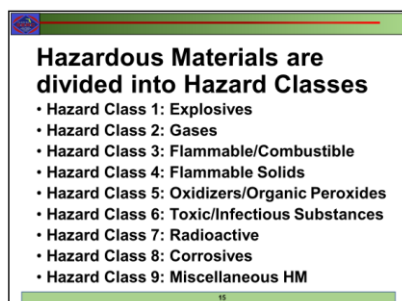 Hazardous Materials are
divided into Hazard Classes
• Hazard Class 1: Explosives
• Hazard Class 2: Gases
• Hazard Class 3: Flammable/Combustible
• Hazard Class 4: Flammable Solids
• Hazard Class 5: Oxidizers/Organic Peroxides
• Hazard Class 6: Toxic/Infectious Substances
• Hazard Class 7: Radioactive
• Hazard Class 8: Corrosives
• Hazard Class 9: Miscellaneous HM
15